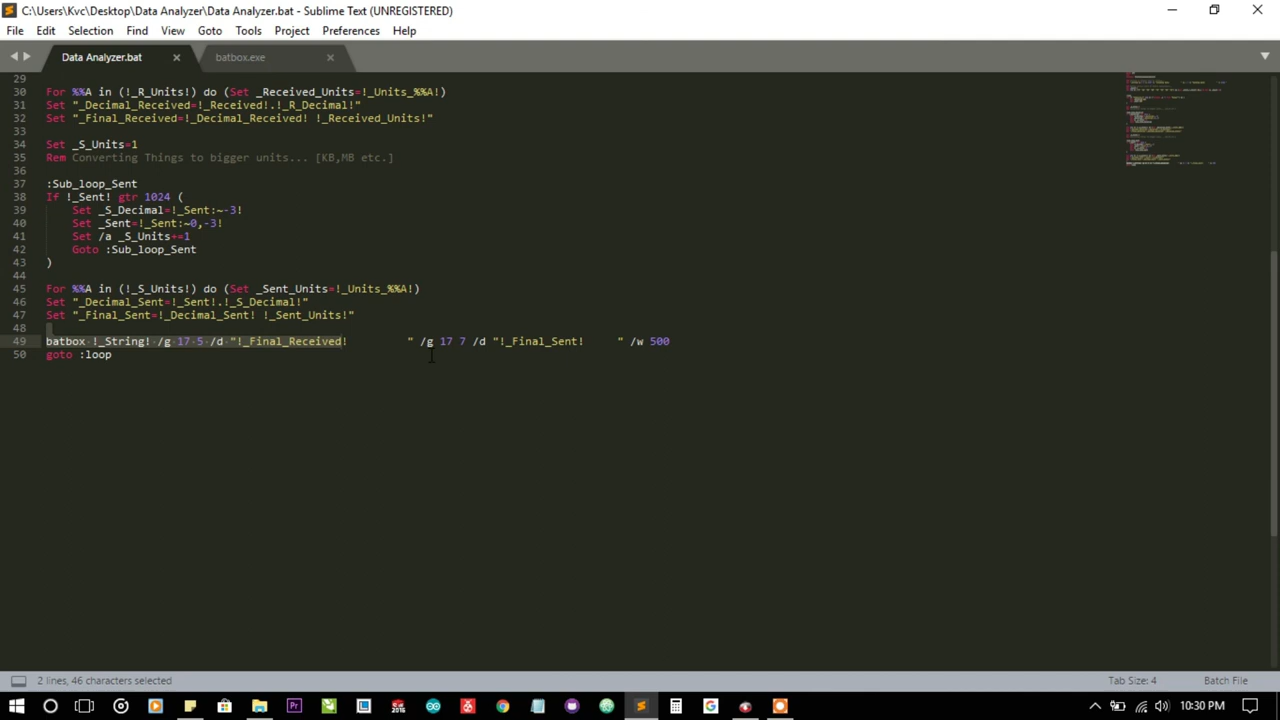 C:\Users\Kvc\Desktop\Data Analyzer\Data Analyzer.bat - Sublime Text (UNREGISTERED)
File Edit Selection Find View Goto Tools Project Preferences Help
Data Analyzer.bat batbox.exe
29
30 For %%A in (!_R_Units!) do (Set _Received_Units=!_Units_%%A!)
31 Set "_Decimal_Received=!_Received!.!_R_Decimal!"
32 Set "_Final_Received=!_Decimal_Received! !_Received_Units!"
33
34 Set _S_Units=1
35 Rem Converting Things to bigger units... [KB,MB etc.]
36
37 :Sub_loop_Sent
38 If !_Sent! gtr 1024 (
39 Set _S_Decimal=!_Sent:~-3!
40 Set _Sent=!_Sent:~0,-3!
41 Set /a _S_Units+=1
42 Goto :Sub_loop_Sent
43 )
44
45 For %%A in (!_S_Units!) do (Set _Sent_Units=!_Units_%%A!)
46 Set "_Decimal_Sent=!_Sent!.!_S_Decimal!"
47 Set "_Final_Sent=!_Decimal_Sent! !_Sent_Units!"
48
49 batbox !_String! /g 17 5 /d "!_Final_Received! " /g 17 7 /d "!_Final_Sent! " /w 500
50 goto :loop
2 lines, 46 characters selected Tab Size: 4 Batch File
10:30 PM